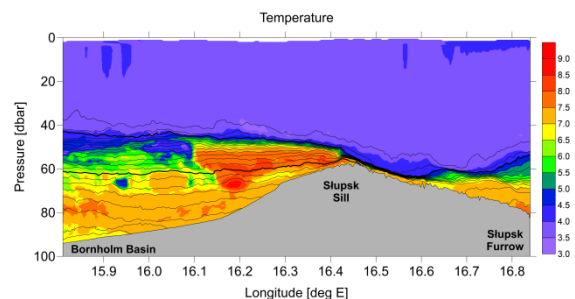 Temperature
Pressure [dbar]
0
20
40
60
80
100
Słupsk
Sill
Bornholm Basin
Słupsk
Furrow
15.9 16.0 16.1 16.2 16.3 16.4 16.5 16.6 16.7 16.8
Longitude [deg E]
9.0
8.5
8.0
7.5
7.0
6.5
6.0
5.5
5.0
4.5
4.0
3.5
3.0